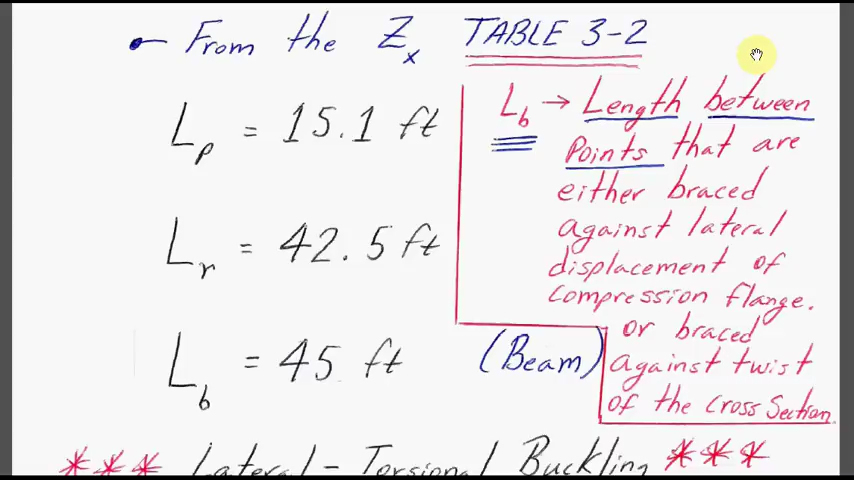 From the Zx TABLE 3-2
Lp = 15.1 ft
Lr = 42.5 ft
Lb = 45 ft (Beam)
Lb → Length between
Points that are
either braced
against lateral
displacement of
compression flange.
or braced
against twist
of the cross Section
*** Lateral - Torsional Buckling ***